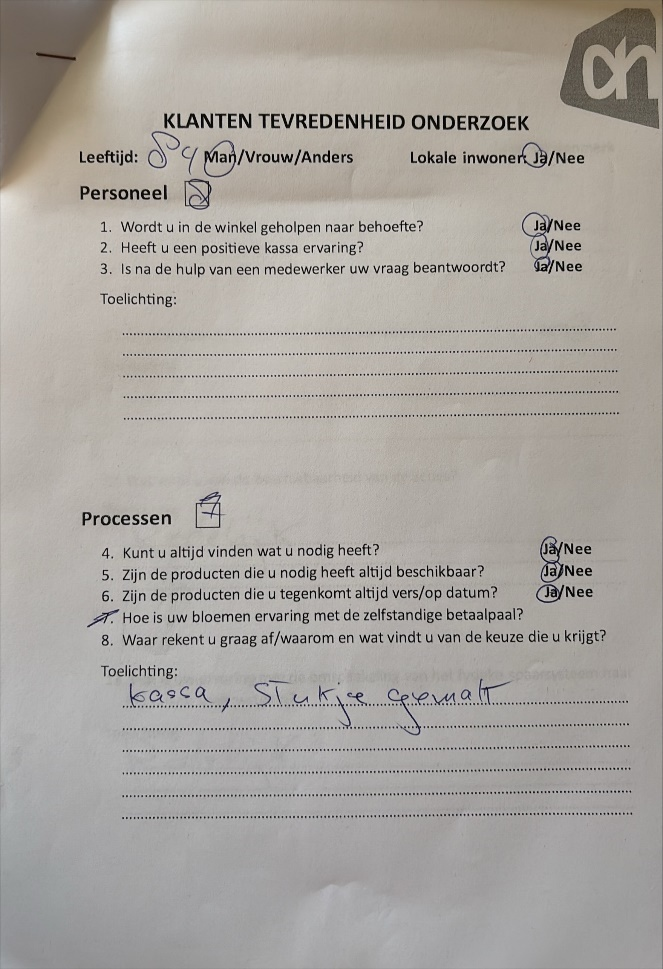 ah
KLANTEN TEVREDENHEID ONDERZOEK
Leeftijd: 84 Man/Vrouw/Anders Lokale inwoner: Ja/Nee
Personeel 8
1. Wordt u in de winkel geholpen naar behoefte? Ja/Nee
2. Heeft u een positieve kassa ervaring? Ja/Nee
3. Is na de hulp van een medewerker uw vraag beantwoordt? Ja/Nee
Toelichting:
Processen 7
4. Kunt u altijd vinden wat u nodig heeft? Ja/Nee
5. Zijn de producten die u nodig heeft altijd beschikbaar? Ja/Nee
6. Zijn de producten die u tegenkomt altijd vers/op datum? Ja/Nee
7. Hoe is uw bloemen ervaring met de zelfstandige betaalpaal?
8. Waar rekent u graag af/waarom en wat vindt u van de keuze die u krijgt?
Toelichting:
kassa, stukje gemak